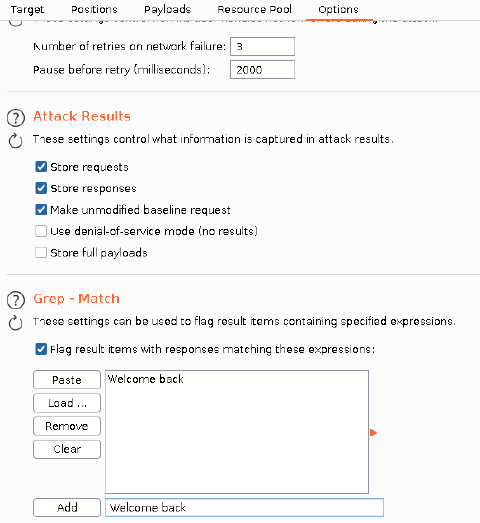 Target Positions Payloads Resource Pool Options
Number of retries on network failure: 3
Pause before retry (milliseconds): 2000
Attack Results
These settings control what information is captured in attack results.
Store requests
Store responses
Make unmodified baseline request
Use denial-of-service mode (no results)
Store full payloads
Grep - Match
These settings can be used to flag result items containing specified expressions.
Flag result items with responses matching these expressions:
Paste Welcome back
Load ...
Remove
Clear
Add Welcome back